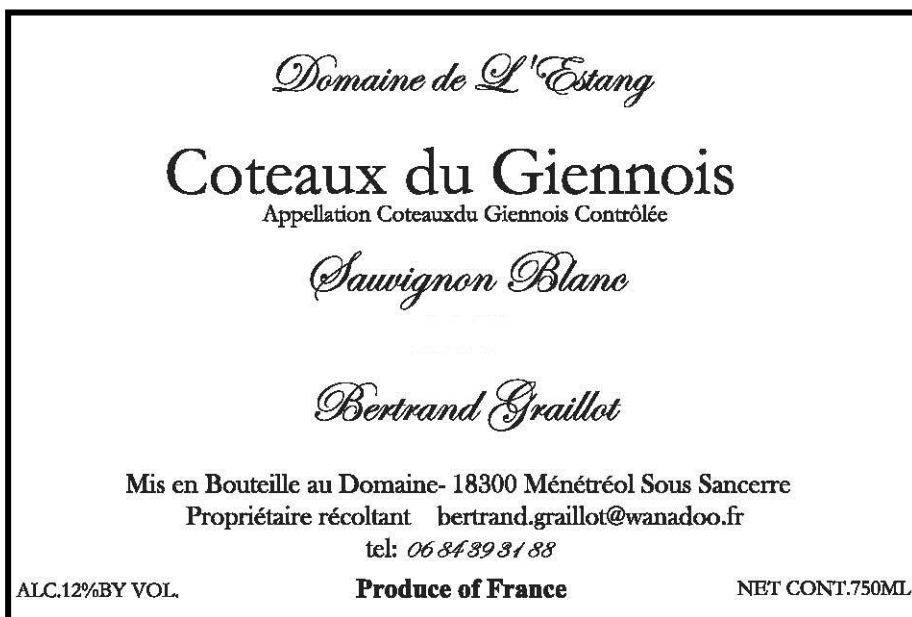 Domaine de L'Estang
Coteaux du Giennois
Appellation Coteauxdu Giennois Contrôlée
Sauvignon Blanc
Bertrand Graillot
Mis en Bouteille au Domaine- 18300 Ménétréol Sous Sancerre
Propriétaire récoltant bertrand.graillot@wanadoo.fr
tel: 06 84 39 31 88
ALC.12%BY VOL. Produce of France NET CONT.750ML